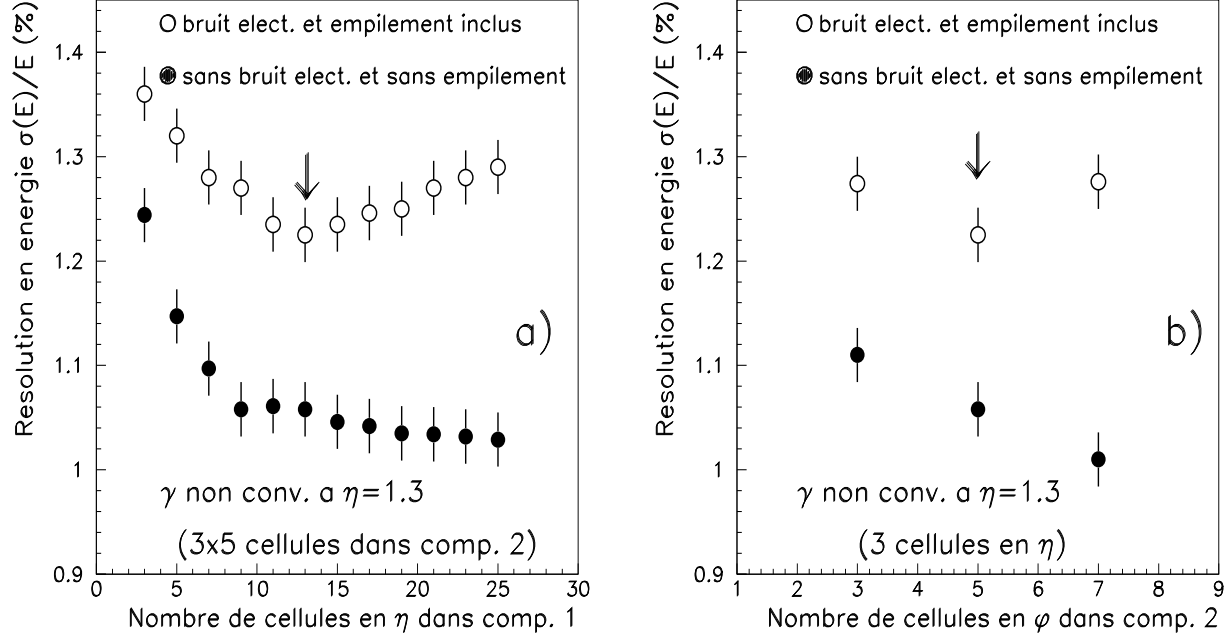 Resolution en energie σ(E)/E (%)
○ bruit elect. et empilement inclus
● sans bruit elect. et sans empilement
1.4
1.3
1.2
1.1
1
0.9
a)
γ non conv. a η=1.3
(3x5 cellules dans comp. 2)
0 5 10 15 20 25 30
Nombre de cellules en η dans comp. 1
Resolution en energie σ(E)/E (%)
○ bruit elect. et empilement inclus
● sans bruit elect. et sans empilement
1.4
1.3
1.2
1.1
1
0.9
b)
γ non conv. a η=1.3
(3 cellules en η)
1 2 3 4 5 6 7 8 9
Nombre de cellules en φ dans comp. 2